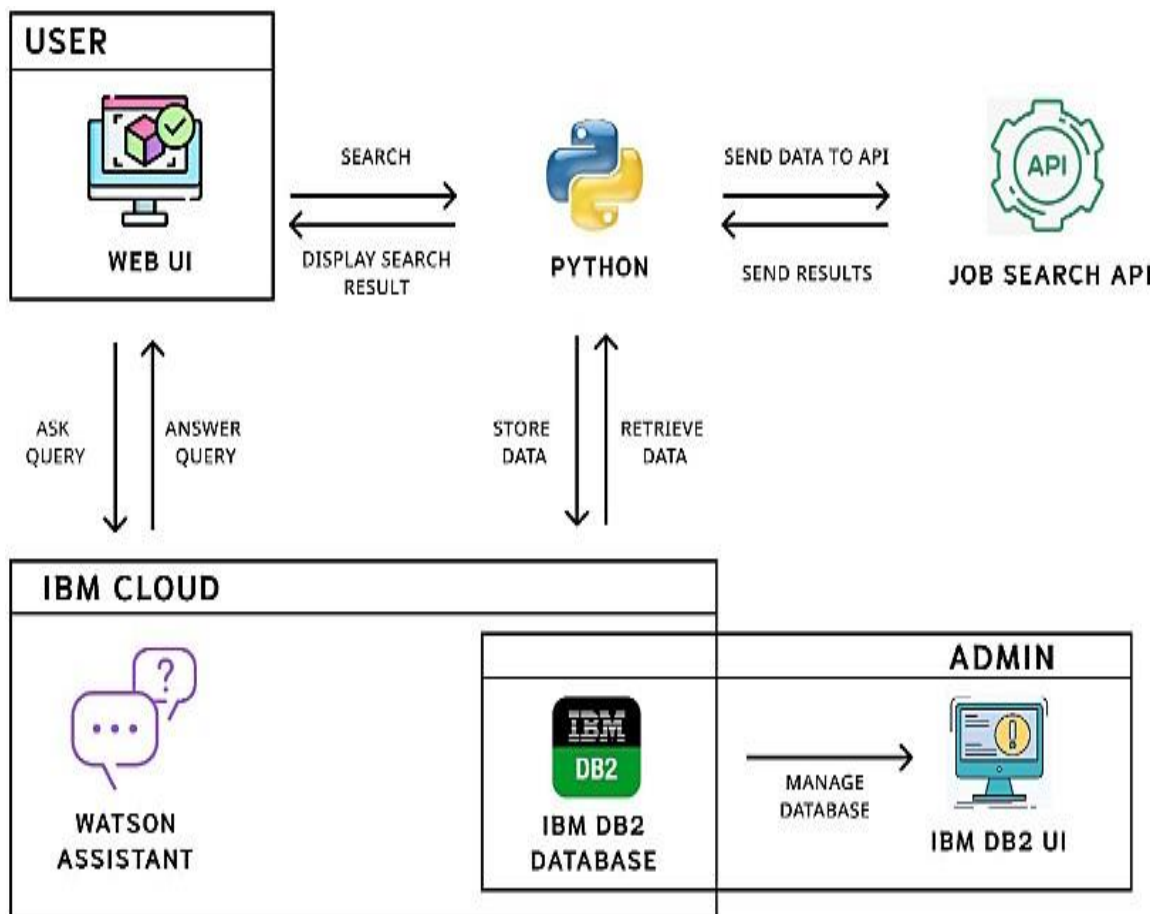 USER
WEB UI
SEARCH
DISPLAY SEARCH
RESULT
PYTHON
SEND DATA TO API
SEND RESULTS
API
JOB SEARCH API
ASK
QUERY
ANSWER
QUERY
STORE
DATA
RETRIEVE
DATA
IBM CLOUD
?
WATSON
ASSISTANT
ADMIN
IBM
DB2
IBM DB2
DATABASE
MANAGE
DATABASE
!
IBM DB2 UI